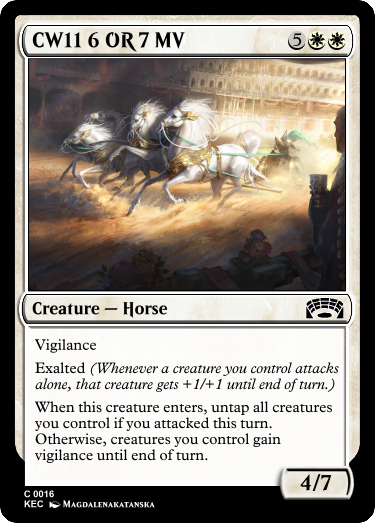 CW11 6 OR 7 MV 5
Creature — Horse
Vigilance
Exalted (Whenever a creature you control attacks
alone, that creature gets +1/+1 until end of turn.)
When this creature enters, untap all creatures
you control if you attacked this turn.
Otherwise, creatures you control gain
vigilance until end of turn.
4/7
C 0016
KEC Magdalenakatanska